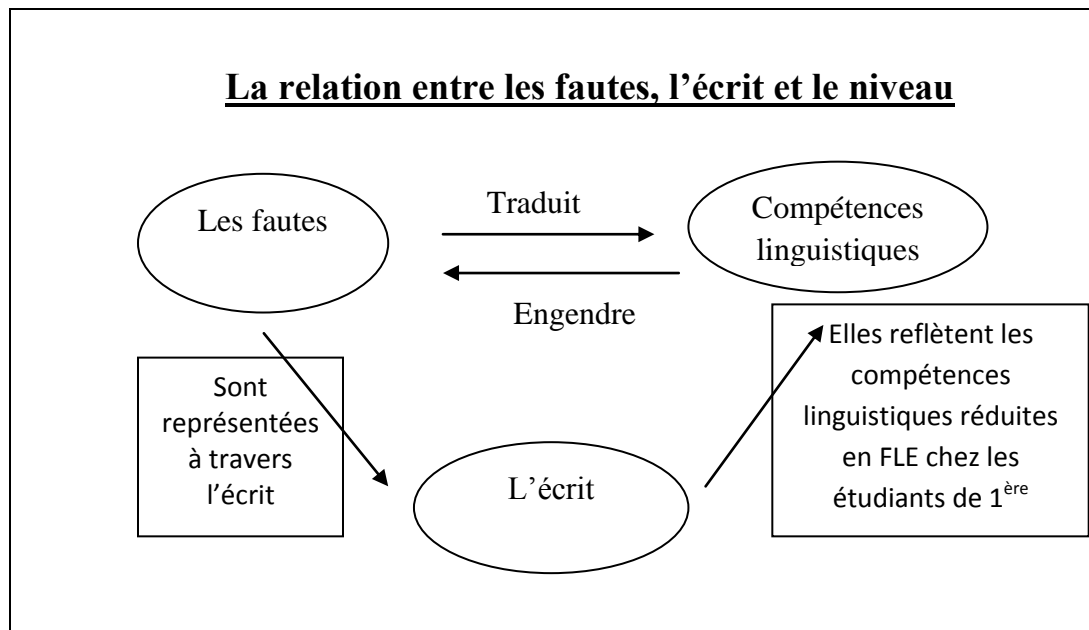 La relation entre les fautes, l’écrit et le niveau
Les fautes
Traduit
Compétences
linguistiques
Engendre
Sont
représentées
à travers
l’écrit
L’écrit
Elles reflètent les
compétences
linguistiques réduites
en FLE chez les
étudiants de 1ère